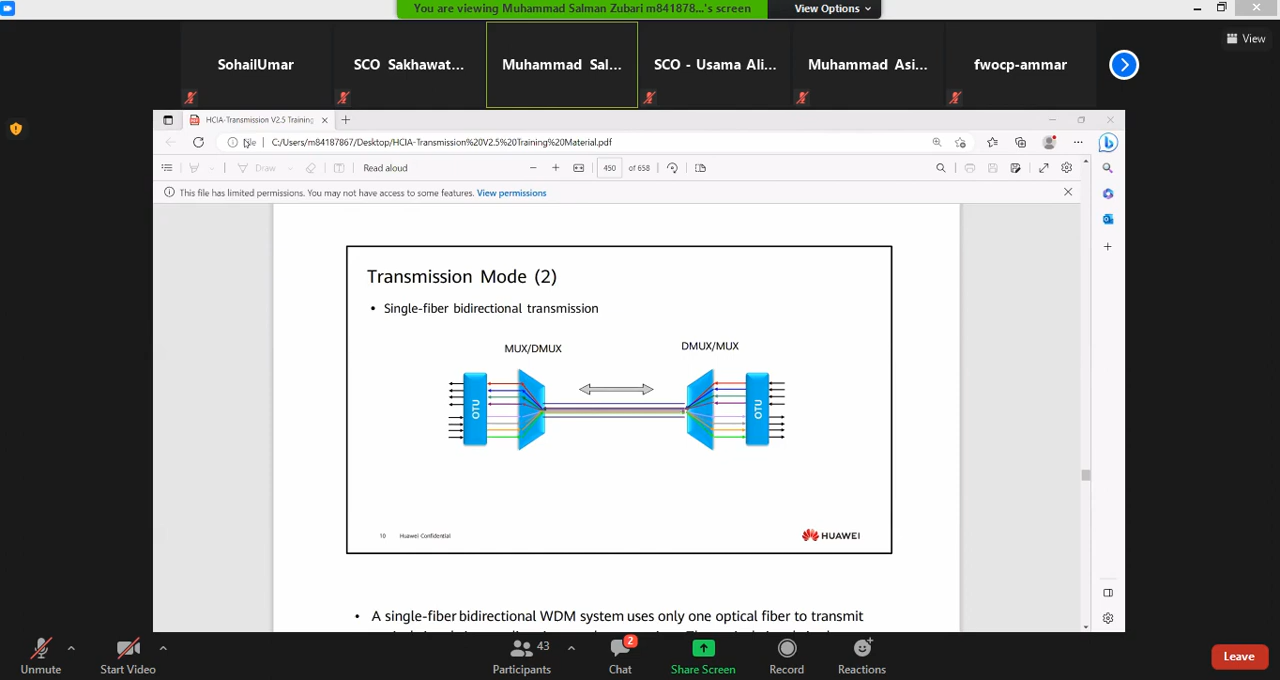 You are viewing Muhammad Salman Zubari m841878...'s screen
View Options
View
SohailUmar
SCO Sakhawat...
Muhammad Sal...
SCO - Usama Ali...
Muhammad Asi...
fwocp-ammar
HCIA-Transmission V2.5 Training
C:/Users/m84187867/Desktop/HCIA-Transmission%20V2.5%20Training%20Material.pdf
Draw
Read aloud
450
of 658
This file has limited permissions. You may not have access to some features. View permissions
Transmission Mode (2)
• Single-fiber bidirectional transmission
MUX/DMUX
DMUX/MUX
OTU
OTU
10
Huawei Confidential
HUAWEI
• A single-fiber bidirectional WDM system uses only one optical fiber to transmit
Unmute
Start Video
43
Participants
2
Chat
Share Screen
Record
Reactions
Leave